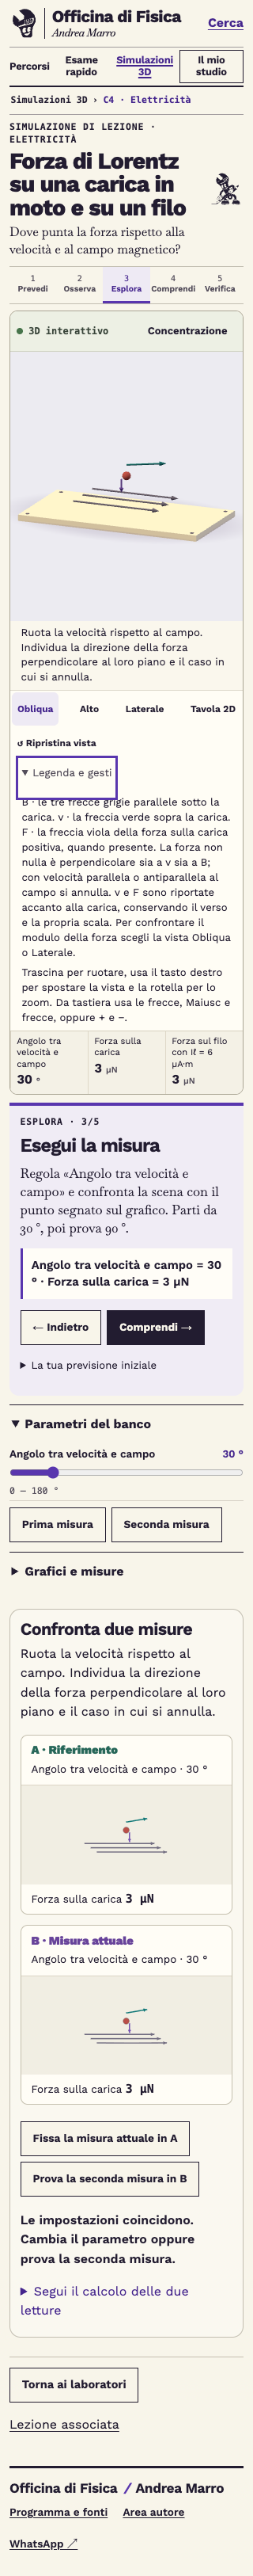 Officina di Fisica
Andrea Marro
Cerca
Percorsi
Esame
rapido
Simulazioni
3D
Il mio
studio
Simulazioni 3D › C4 · Elettricità
SIMULAZIONE DI LEZIONE ·
ELETTRICITÀ
Forza di Lorentz
su una carica in
moto e su un filo
Dove punta la forza rispetto alla
velocità e al campo magnetico?
1
Prevedi
2
Osserva
3
Esplora
4
Comprendi
5
Verifica
3D interattivo
Concentrazione
Ruota la velocità rispetto al campo.
Individua la direzione della forza
perpendicolare al loro piano e il caso in
cui si annulla.
Obliqua
Alto
Laterale
Tavola 2D
↺ Ripristina vista
▼ Legenda e gesti
B · le tre frecce grigie parallele sotto la
carica. v · la freccia verde sopra la carica.
F · la freccia viola della forza sulla carica
positiva, quando presente. La forza non
nulla è perpendicolare sia a v sia a B;
con velocità parallela o antiparallela al
campo si annulla. v e F sono riportate
accanto alla carica, conservando il verso
e la propria scala. Per confrontare il
modulo della forza scegli la vista Obliqua
o Laterale.
Trascina per ruotare, usa il tasto destro
per spostare la vista e la rotella per lo
zoom. Da tastiera usa le frecce, Maiusc e
frecce, oppure + e −.
Angolo tra
velocità e
campo
30 °
Forza sulla
carica
3 µN
Forza sul filo
con Iℓ = 6
µA·m
3 µN
ESPLORA · 3/5
Esegui la misura
Regola «Angolo tra velocità e
campo» e confronta la scena con il
punto segnato sul grafico. Parti da
30 °, poi prova 90 °.
Angolo tra velocità e campo = 30
° · Forza sulla carica = 3 µN
← Indietro
Comprendi →
▶ La tua previsione iniziale
▼ Parametri del banco
Angolo tra velocità e campo
30 °
0 — 180 °
Prima misura
Seconda misura
▶ Grafici e misure
Confronta due misure
Ruota la velocità rispetto al
campo. Individua la direzione
della forza perpendicolare al loro
piano e il caso in cui si annulla.
A · Riferimento
Angolo tra velocità e campo · 30 °
Forza sulla carica 3 µN
B · Misura attuale
Angolo tra velocità e campo · 30 °
Forza sulla carica 3 µN
Fissa la misura attuale in A
Prova la seconda misura in B
Le impostazioni coincidono.
Cambia il parametro oppure
prova la seconda misura.
▶ Segui il calcolo delle due
letture
Torna ai laboratori
Lezione associata
Officina di Fisica / Andrea Marro
Programma e fonti
Area autore
WhatsApp ↗